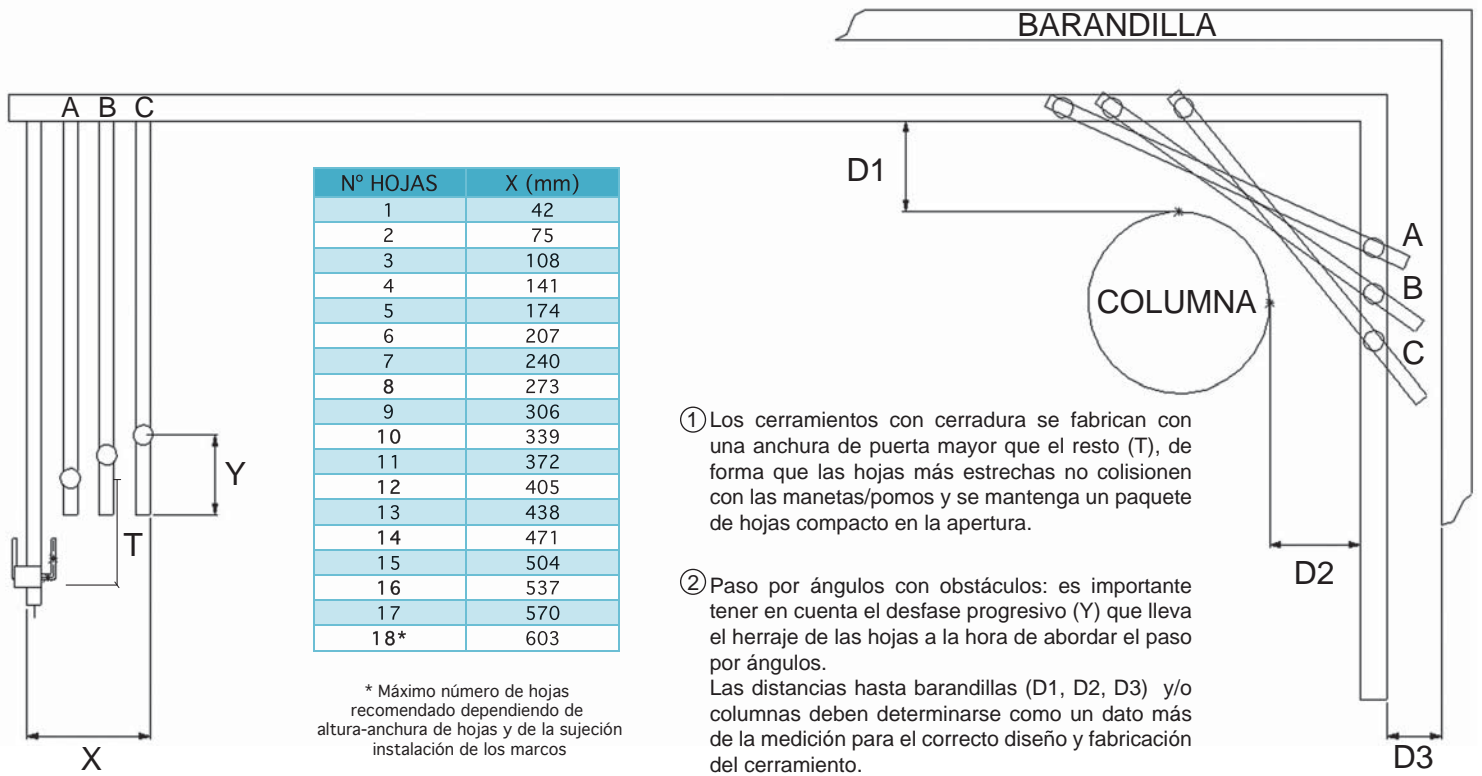 BARANDILLA
A B C
D1
Nº HOJAS X (mm)
1 42
2 75
3 108
4 141
5 174
6 207
7 240
8 273
9 306
10 339
11 372
12 405
13 438
14 471
15 504
16 537
17 570
18* 603
* Máximo número de hojas
recomendado dependiendo de
altura-anchura de hojas y de la sujeción
instalación de los marcos
A
B
C
COLUMNA
Y
T
X
D2
D3
1 Los cerramientos con cerradura se fabrican con
una anchura de puerta mayor que el resto (T), de
forma que las hojas más estrechas no colisionen
con las manetas/pomos y se mantenga un paquete
de hojas compacto en la apertura.
2 Paso por ángulos con obstáculos: es importante
tener en cuenta el desfase progresivo (Y) que lleva
el herraje de las hojas a la hora de abordar el paso
por ángulos.
Las distancias hasta barandillas (D1, D2, D3) y/o
columnas deben determinarse como un dato más
de la medición para el correcto diseño y fabricación
del cerramiento.